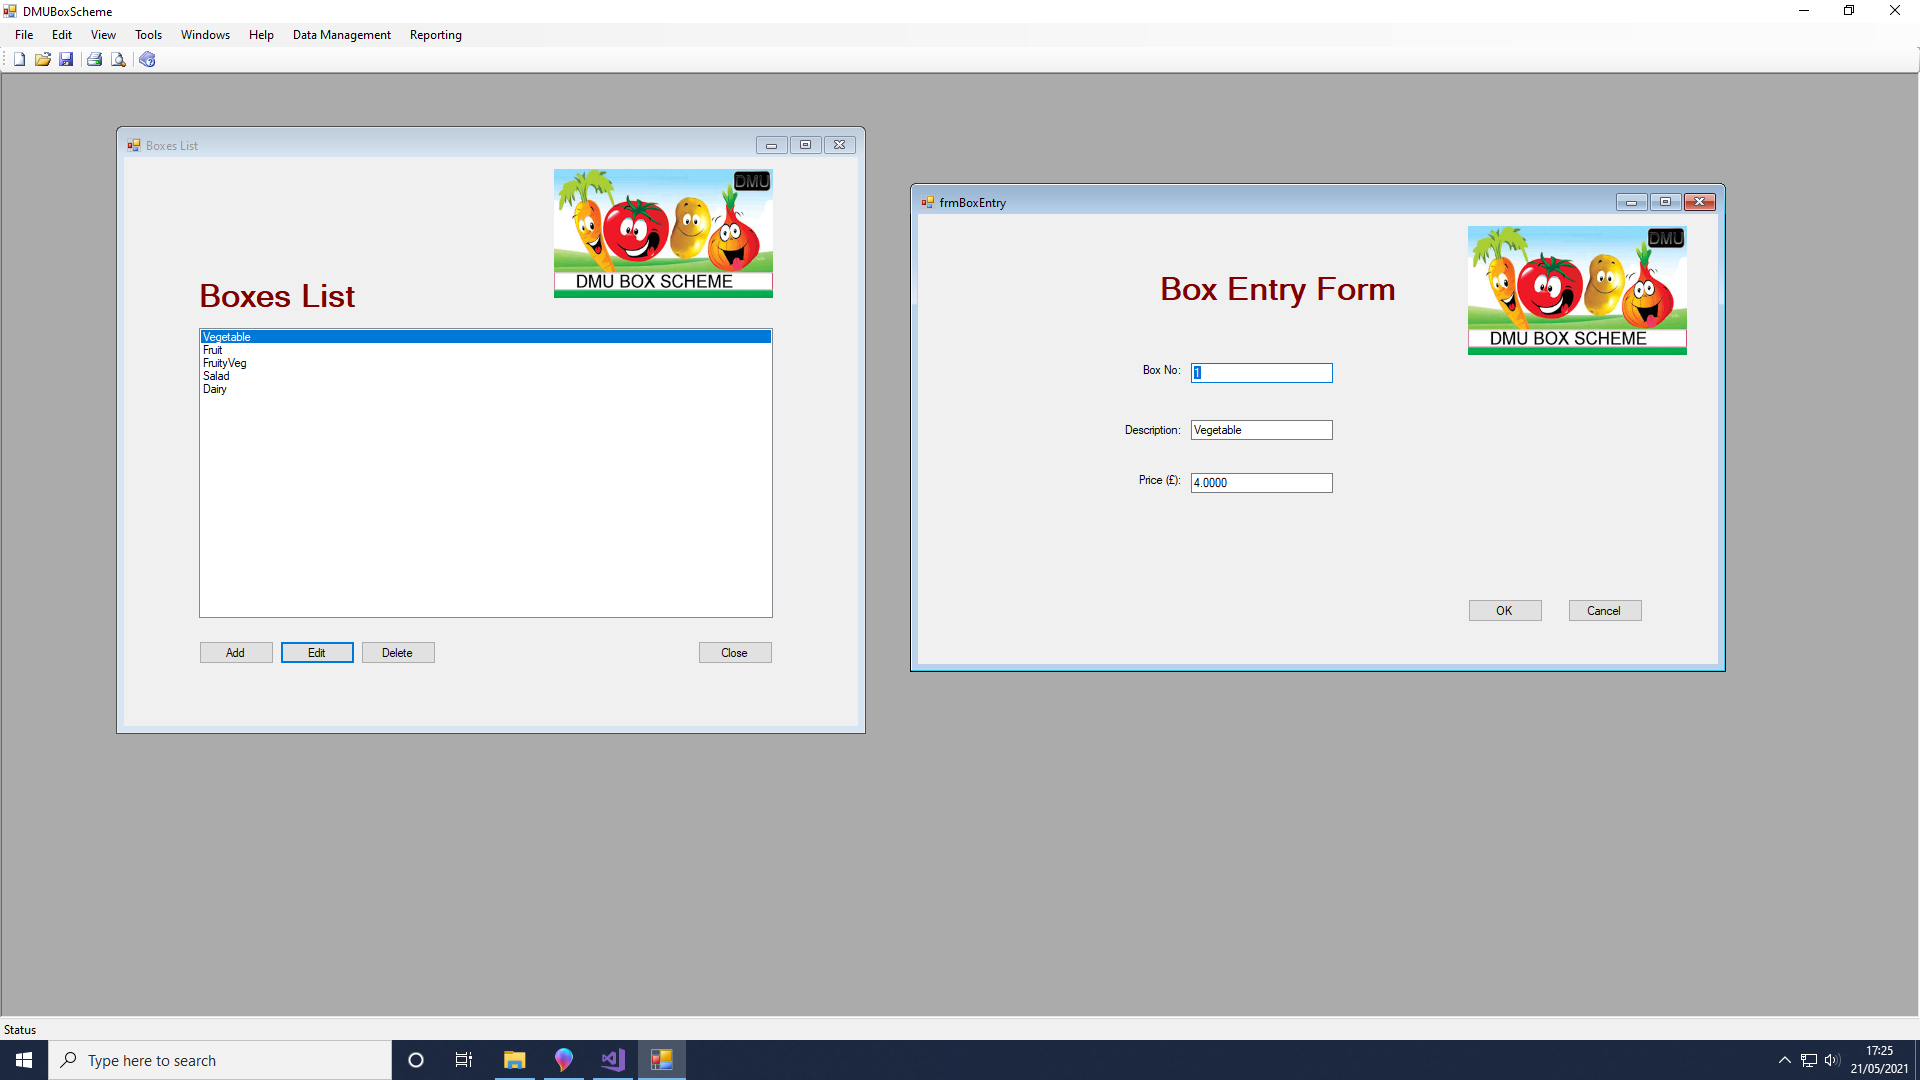 DMUBoxScheme
File Edit View Tools Windows Help Data Management Reporting
Boxes List
DMU
DMU BOX SCHEME
Boxes List
Vegetable
Fruit
FruityVeg
Salad
Dairy
Add Edit Delete Close
frmBoxEntry
DMU
DMU BOX SCHEME
Box Entry Form
Box No: 1
Description: Vegetable
Price (£): 4.0000
OK Cancel
Status
Type here to search
17:25
21/05/2021